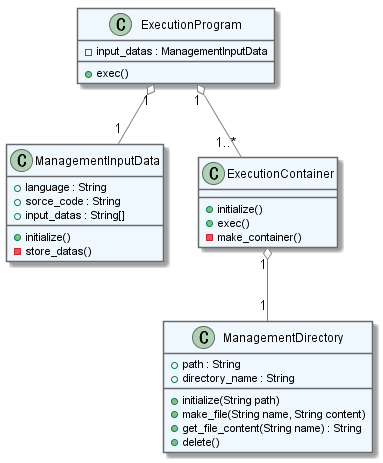 C ExecutionProgram
input_datas : ManagementInputData
exec()
1 1
1 1..*
C ManagementInputData
language : String
sorce_code : String
input_datas : String[]
initialize()
store_datas()
C ExecutionContainer
initialize()
exec()
make_container()
1
1
C ManagementDirectory
path : String
directory_name : String
initialize(String path)
make_file(String name, String content)
get_file_content(String name) : String
delete()